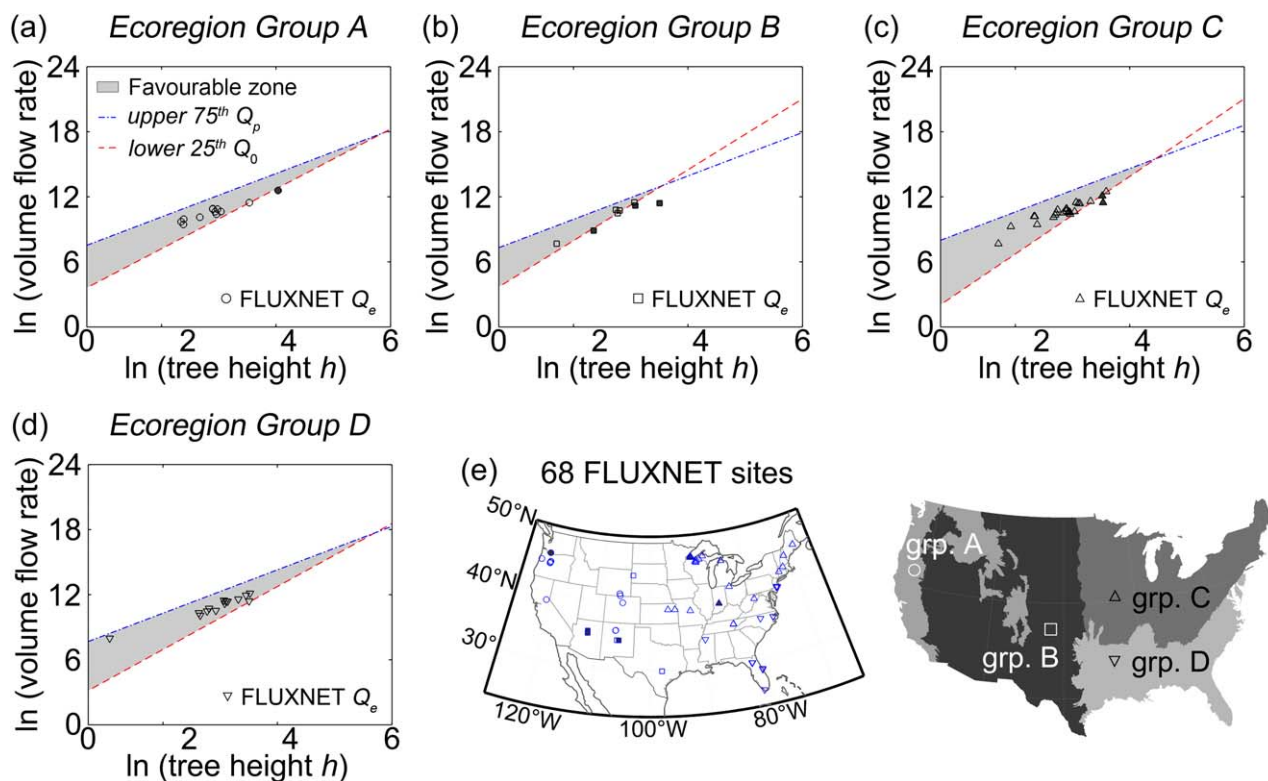 (a) Ecoregion Group A
24
18
12
6
0
ln (volume flow rate)
Favourable zone
upper 75th Qp
lower 25th Q0
FLUXNET Qe
0 2 4 6
ln (tree height h)
(b) Ecoregion Group B
24
18
12
6
0
ln (volume flow rate)
FLUXNET Qe
0 2 4 6
ln (tree height h)
(c) Ecoregion Group C
24
18
12
6
0
ln (volume flow rate)
FLUXNET Qe
0 2 4 6
ln (tree height h)
(d) Ecoregion Group D
24
18
12
6
0
ln (volume flow rate)
FLUXNET Qe
0 2 4 6
ln (tree height h)
(e) 68 FLUXNET sites
50°N
40°N
30°N
120°W
100°W
80°W
grp. A
grp. B
grp. C
grp. D